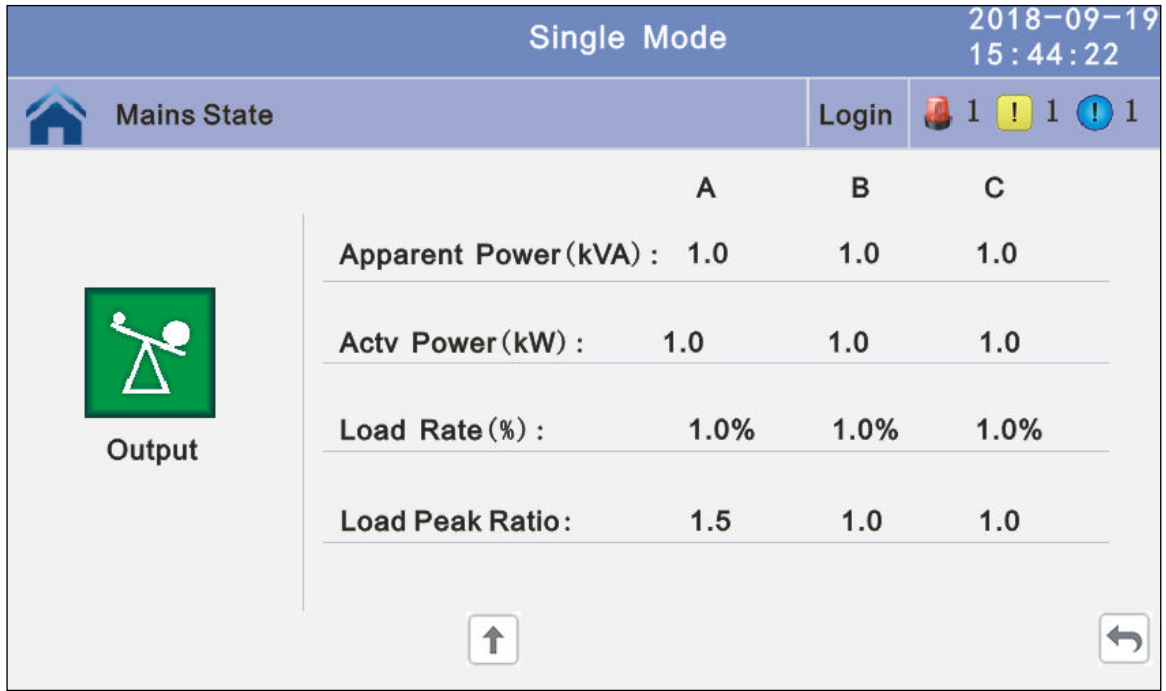 Single Mode
2018-09-19
15:44:22
Mains State Login 1 ! 1 ! 1
A B C
Apparent Power(kVA): 1.0 1.0 1.0
Actv Power(kW): 1.0 1.0 1.0
Load Rate(%): 1.0% 1.0% 1.0%
Output
Load Peak Ratio: 1.5 1.0 1.0